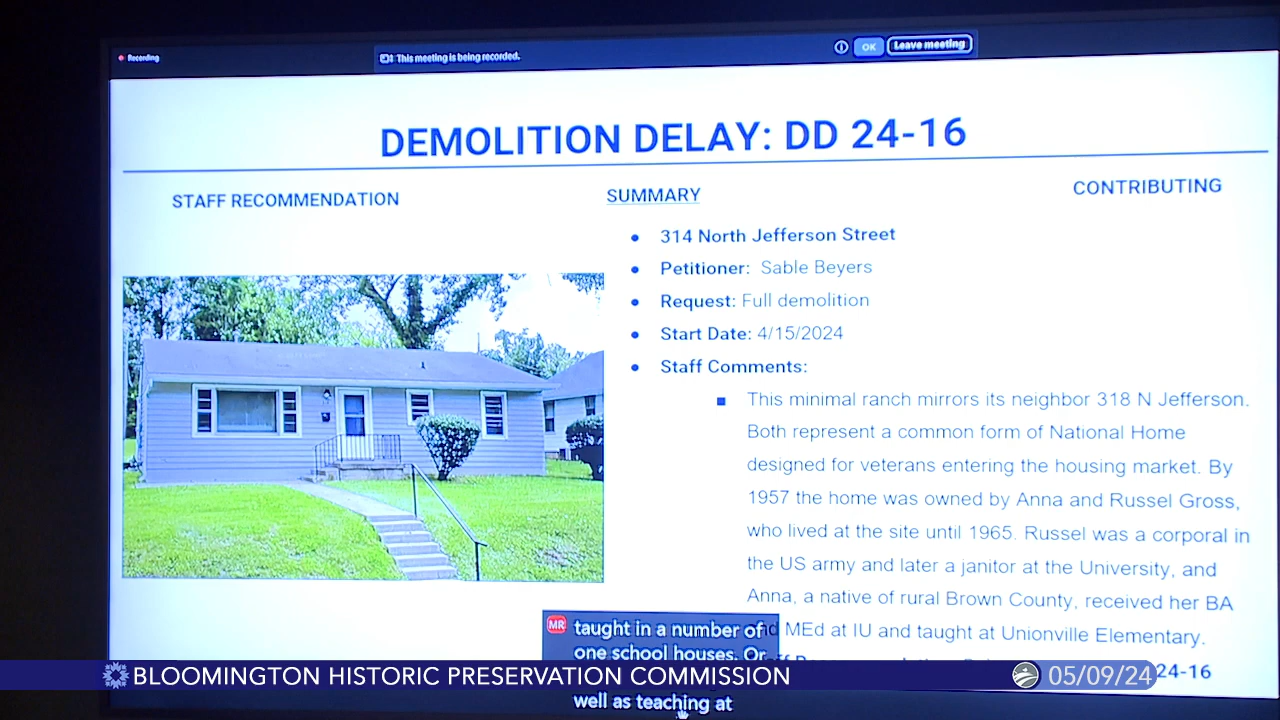 Recording
This meeting is being recorded.
OK
Leave meeting
DEMOLITION DELAY: DD 24-16
STAFF RECOMMENDATION
SUMMARY
CONTRIBUTING
314 North Jefferson Street
Petitioner: Sable Beyers
Request: Full demolition
Start Date: 4/15/2024
Staff Comments:
This minimal ranch mirrors its neighbor 318 N Jefferson.
Both represent a common form of National Home
designed for veterans entering the housing market. By
1957 the home was owned by Anna and Russel Gross,
who lived at the site until 1965. Russel was a corporal in
the US army and later a janitor at the University, and
Anna, a native of rural Brown County, received her BA
MEd at IU and taught at Unionville Elementary.
24-16
MR
taught in a number of
one school houses. Or
well as teaching at
BLOOMINGTON HISTORIC PRESERVATION COMMISSION
05/09/24